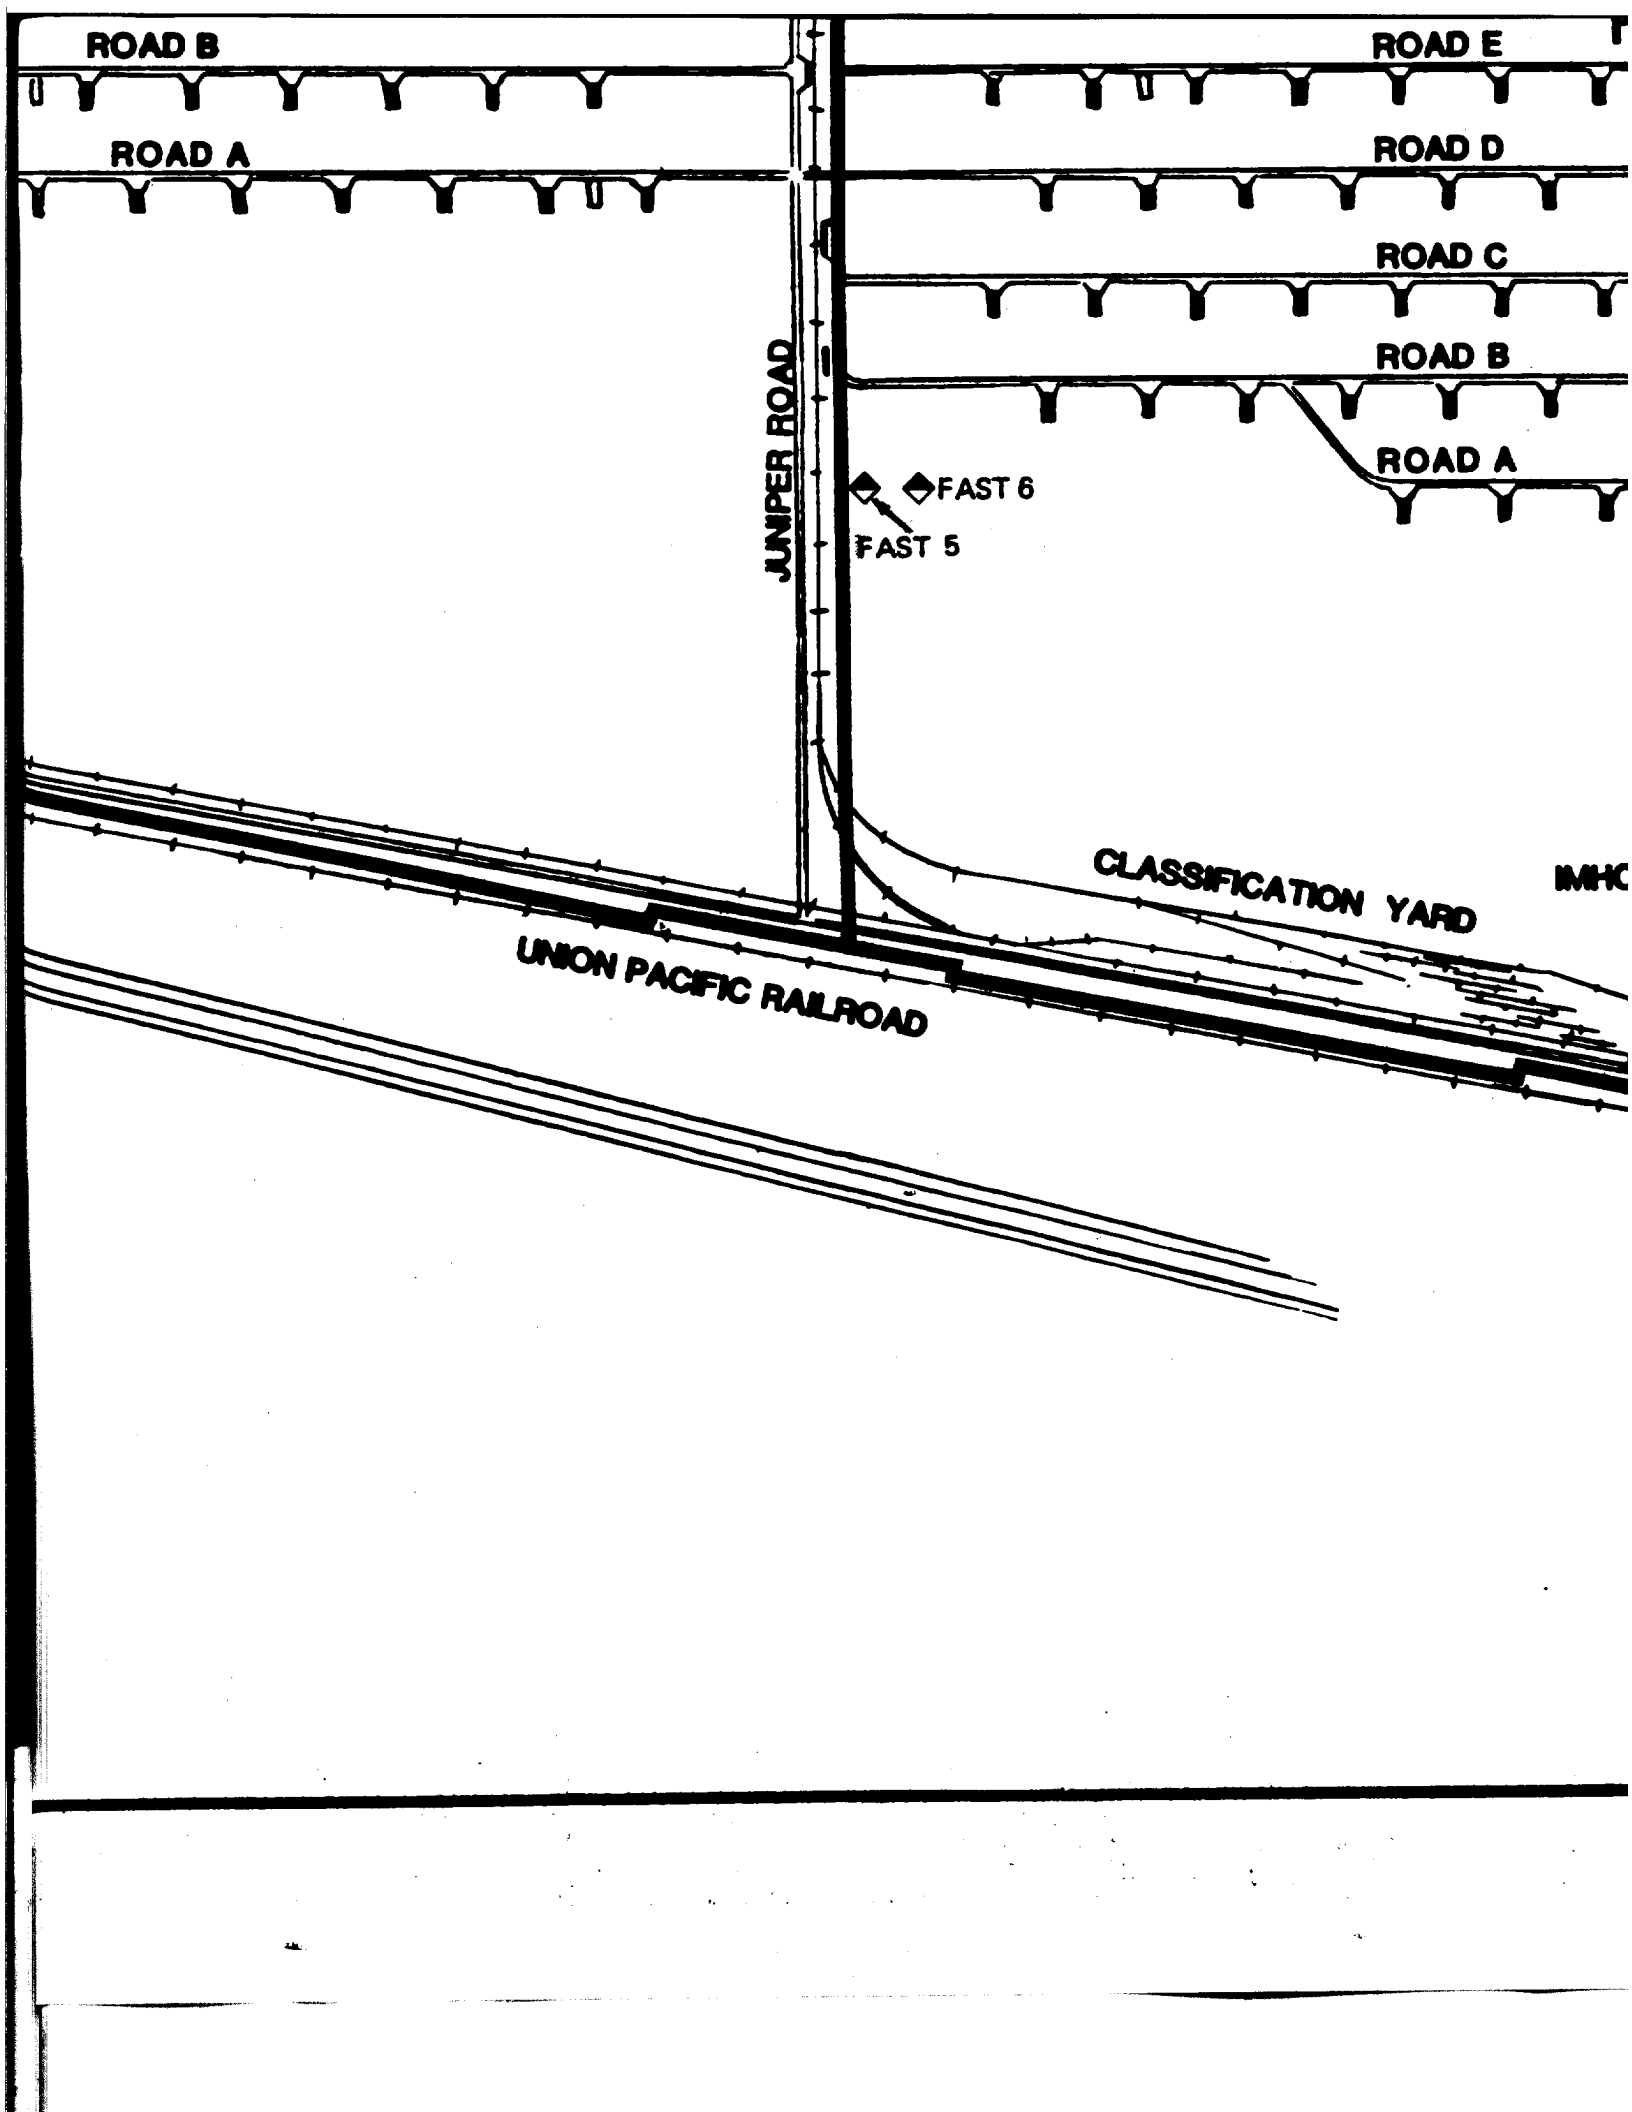 ROAD B
ROAD E
ROAD A
ROAD D
ROAD C
ROAD B
JUNIPER ROAD
ROAD A
FAST 6
FAST 5
CLASSIFICATION YARD
UNION PACIFIC RAILROAD